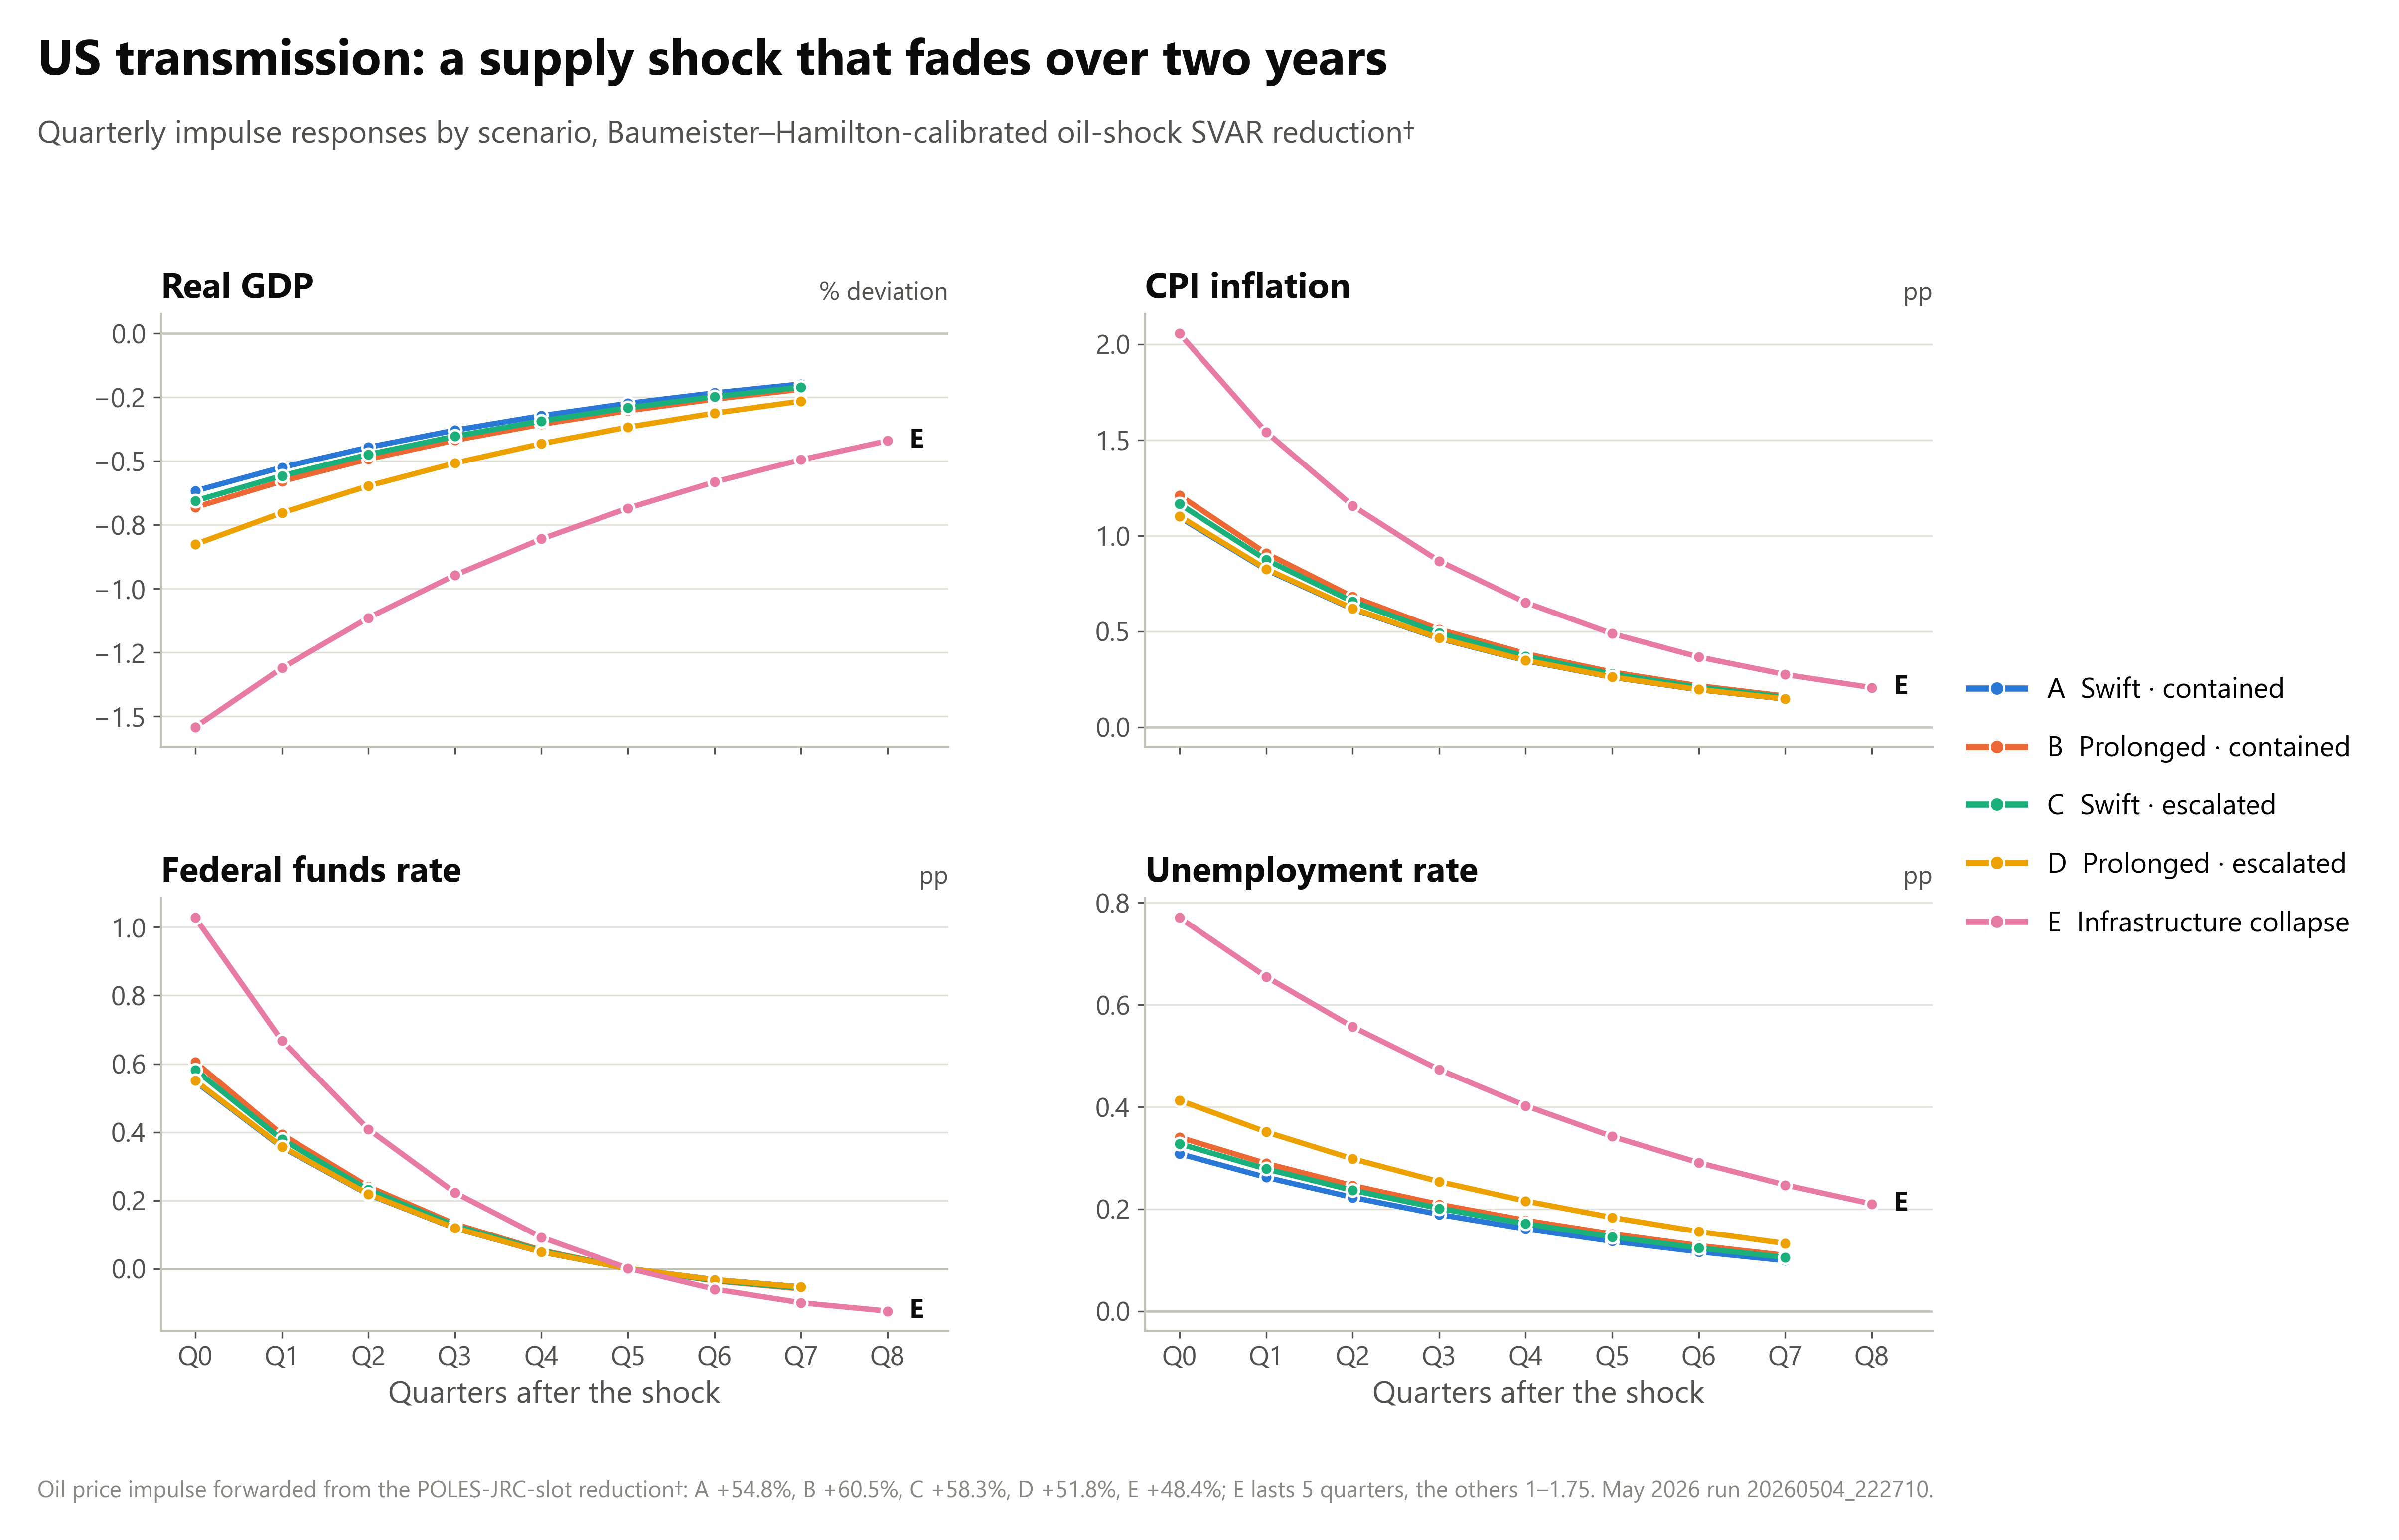 US transmission: a supply shock that fades over two years
Quarterly impulse responses by scenario, Baumeister–Hamilton-calibrated oil-shock SVAR reduction†
Real GDP
% deviation
0.0
−0.2
−0.5
−0.8
−1.0
−1.2
−1.5
E
CPI inflation
pp
2.0
1.5
1.0
0.5
0.0
E
A Swift · contained
B Prolonged · contained
C Swift · escalated
D Prolonged · escalated
E Infrastructure collapse
Federal funds rate
pp
1.0
0.8
0.6
0.4
0.2
0.0
E
Q0 Q1 Q2 Q3 Q4 Q5 Q6 Q7 Q8
Quarters after the shock
Unemployment rate
pp
0.8
0.6
0.4
0.2
0.0
E
Q0 Q1 Q2 Q3 Q4 Q5 Q6 Q7 Q8
Quarters after the shock
Oil price impulse forwarded from the POLES-JRC-slot reduction†: A +54.8%, B +60.5%, C +58.3%, D +51.8%, E +48.4%; E lasts 5 quarters, the others 1–1.75. May 2026 run 20260504_222710.